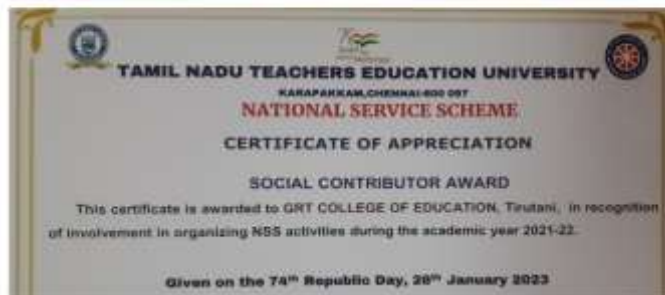 TAMIL NADU TEACHERS EDUCATION UNIVERSITY
KARAPAKKAM,CHENNAI-600 097
NATIONAL SERVICE SCHEME
CERTIFICATE OF APPRECIATION
SOCIAL CONTRIBUTOR AWARD
This certificate is awarded to GRT COLLEGE OF EDUCATION, Tirutani, in recognition
of involvement in organizing NSS activities during the academic year 2021-22.
Given on the 74th Republic Day, 26th January 2023